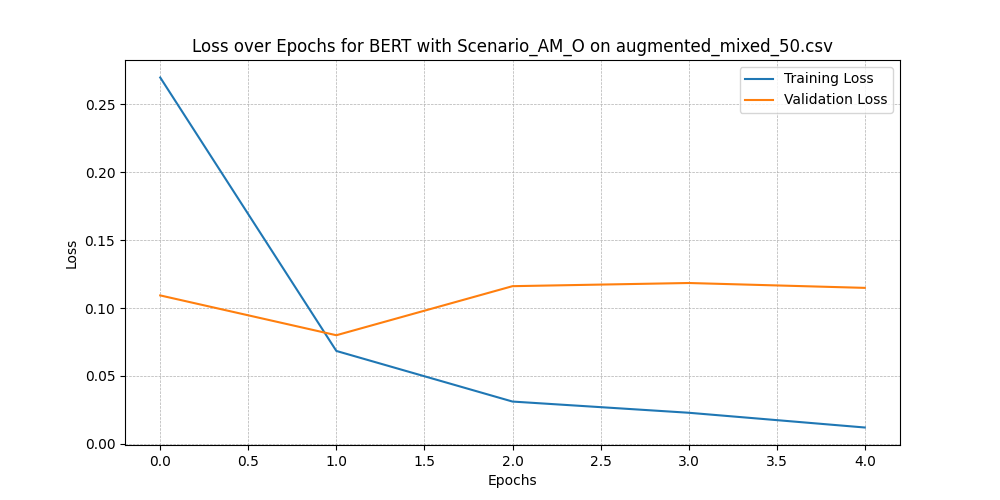 Loss over Epochs for BERT with Scenario_AM_O on augmented_mixed_50.csv
Training Loss
Validation Loss
0.25
0.20
0.15
0.10
0.05
0.00
Loss
0.0 0.5 1.0 1.5 2.0 2.5 3.0 3.5 4.0
Epochs